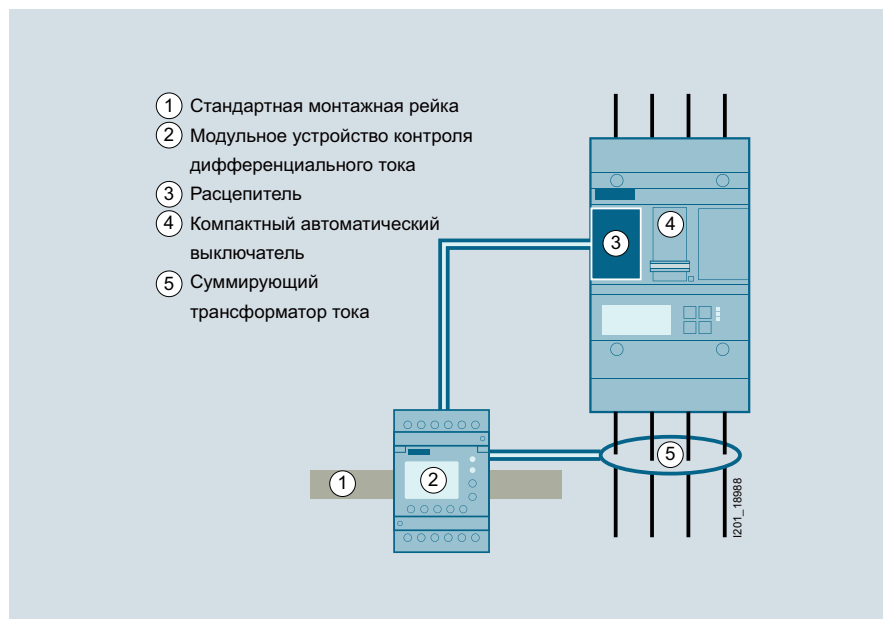 1 Стандартная монтажная рейка
2 Модульное устройство контроля
дифференциального тока
3 Расцепитель
4 Компактный автоматический
выключатель
5 Суммирующий
трансформатор тока
4
3
5
2
1
I201_18988